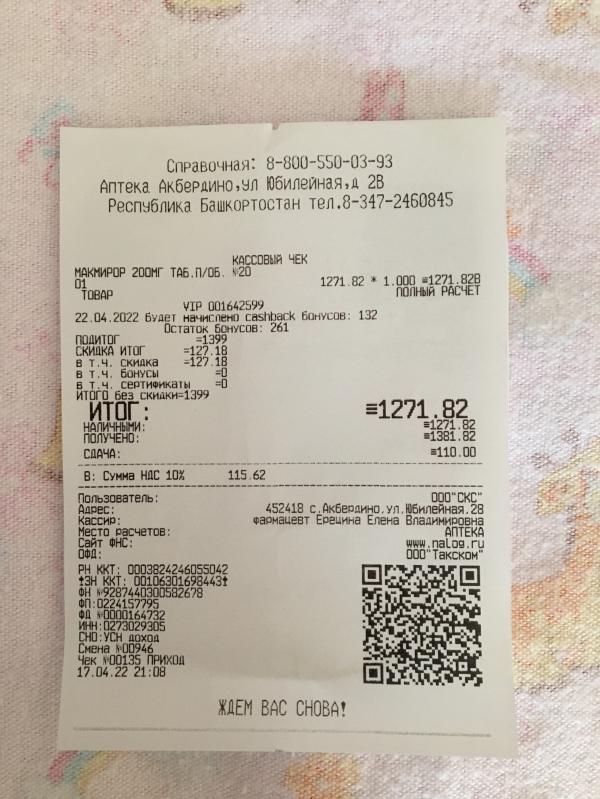 Справочная: 8-800-550-03-93
Аптека Акбердино,ул Юбилейная,д 2В
Республика Башкортостан тел.8-347-2460845
КАССОВЫЙ ЧЕК
МАКМИРОР 200МГ ТАБ.П/ОБ. №20
01 1271.82 * 1.000 ≡1271.82В
ТОВАР ПОЛНЫЙ РАСЧЕТ
VIP 001642599
22.04.2022 будет начислено cashback бонусов: 132
Остаток бонусов: 261
ПОДИТОГ =1399
СКИДКА ИТОГ =127.18
в т.ч. скидка =127.18
в т.ч. бонусы =0
в т.ч. сертификаты =0
ИТОГО без скидки=1399
ИТОГ: ≡1271.82
НАЛИЧНЫМИ: ≡1271.82
ПОЛУЧЕНО: ≡1381.82
СДАЧА: ≡110.00
В: Сумма НДС 10% 115.62
Пользователь: ООО"СКС"
Адрес: 452418 с.Акбердино,ул.Юбилейная,2В
Кассир: фармацевт Ерецина Елена Владимировна
Место расчетов: АПТЕКА
Сайт ФНС: www.nalog.ru
ОФД: ООО"Такском"
РН ККТ: 0003824246055042
†ЗН ККТ: 00106301698443†
ФН №9287440300582678
ФП:0224157795
ФД №0000164732
ИНН:0273029305
СНО:УСН доход
Смена №00946
Чек №00135 ПРИХОД
17.04.22 21:08
ЖДЕМ ВАС СНОВА!